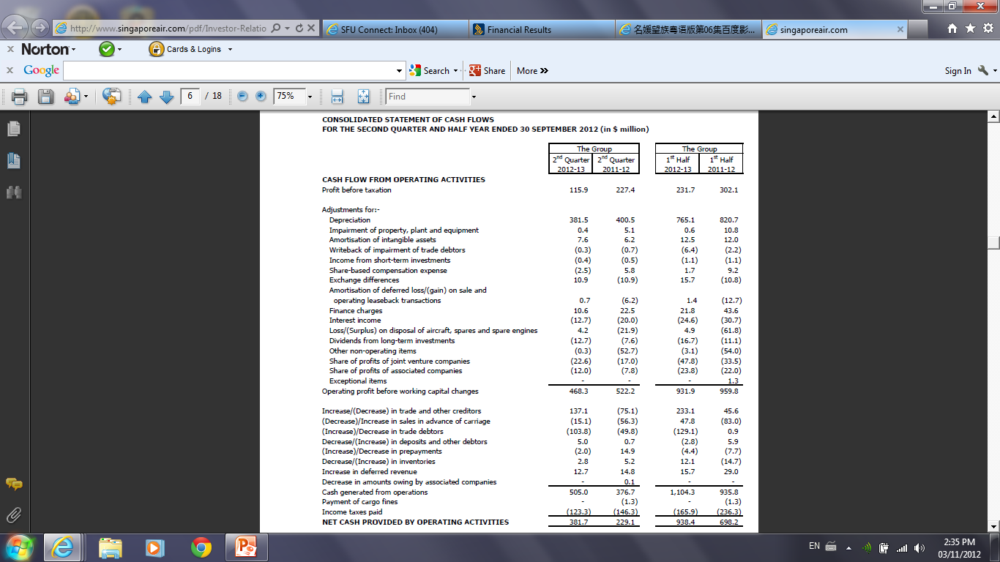 http://www.singaporeair.com/pdf/Investor-Relatio
SFU Connect: Inbox (404)
Financial Results
名媛望族粤语版第06集百度影...
singaporeair.com
x Norton
Cards & Logins
x Google
Search
Share
More »
Sign In
6 / 18
75%
Find
CONSOLIDATED STATEMENT OF CASH FLOWS
FOR THE SECOND QUARTER AND HALF YEAR ENDED 30 SEPTEMBER 2012 (in $ million)
The Group The Group
2nd Quarter 2nd Quarter 1st Half 1st Half
2012-13 2011-12 2012-13 2011-12
CASH FLOW FROM OPERATING ACTIVITIES
Profit before taxation 115.9 227.4 231.7 302.1
Adjustments for:-
Depreciation 381.5 400.5 765.1 820.7
Impairment of property, plant and equipment 0.4 5.1 0.6 10.8
Amortisation of intangible assets 7.6 6.2 12.5 12.0
Writeback of impairment of trade debtors (0.3) (0.7) (6.4) (2.2)
Income from short-term investments (0.4) (0.5) (1.1) (1.1)
Share-based compensation expense (2.5) 5.8 1.7 9.2
Exchange differences 10.9 (10.9) 15.7 (10.8)
Amortisation of deferred loss/(gain) on sale and
operating leaseback transactions 0.7 (6.2) 1.4 (12.7)
Finance charges 10.6 22.5 21.8 43.6
Interest income (12.7) (20.0) (24.6) (30.7)
Loss/(Surplus) on disposal of aircraft, spares and spare engines 4.2 (21.9) 4.9 (61.8)
Dividends from long-term investments (12.7) (7.6) (16.7) (11.1)
Other non-operating items (0.3) (52.7) (3.1) (54.0)
Share of profits of joint venture companies (22.6) (17.0) (47.8) (33.5)
Share of profits of associated companies (12.0) (7.8) (23.8) (22.0)
Exceptional items - - - 1.3
Operating profit before working capital changes 468.3 522.2 931.9 959.8
Increase/(Decrease) in trade and other creditors 137.1 (75.1) 233.1 45.6
(Decrease)/Increase in sales in advance of carriage (15.1) (56.3) 47.8 (83.0)
(Increase)/Decrease in trade debtors (103.8) (49.8) (129.1) 0.9
Decrease/(Increase) in deposits and other debtors 5.0 0.7 (2.8) 5.9
(Increase)/Decrease in prepayments (2.0) 14.9 (4.4) (7.7)
Decrease/(Increase) in inventories 2.8 5.2 12.1 (14.7)
Increase in deferred revenue 12.7 14.8 15.7 29.0
Decrease in amounts owing by associated companies - 0.1 - -
Cash generated from operations 505.0 376.7 1,104.3 935.8
Payment of cargo fines - (1.3) - (1.3)
Income taxes paid (123.3) (146.3) (165.9) (236.3)
NET CASH PROVIDED BY OPERATING ACTIVITIES 381.7 229.1 938.4 698.2
EN
2:35 PM
03/11/2012